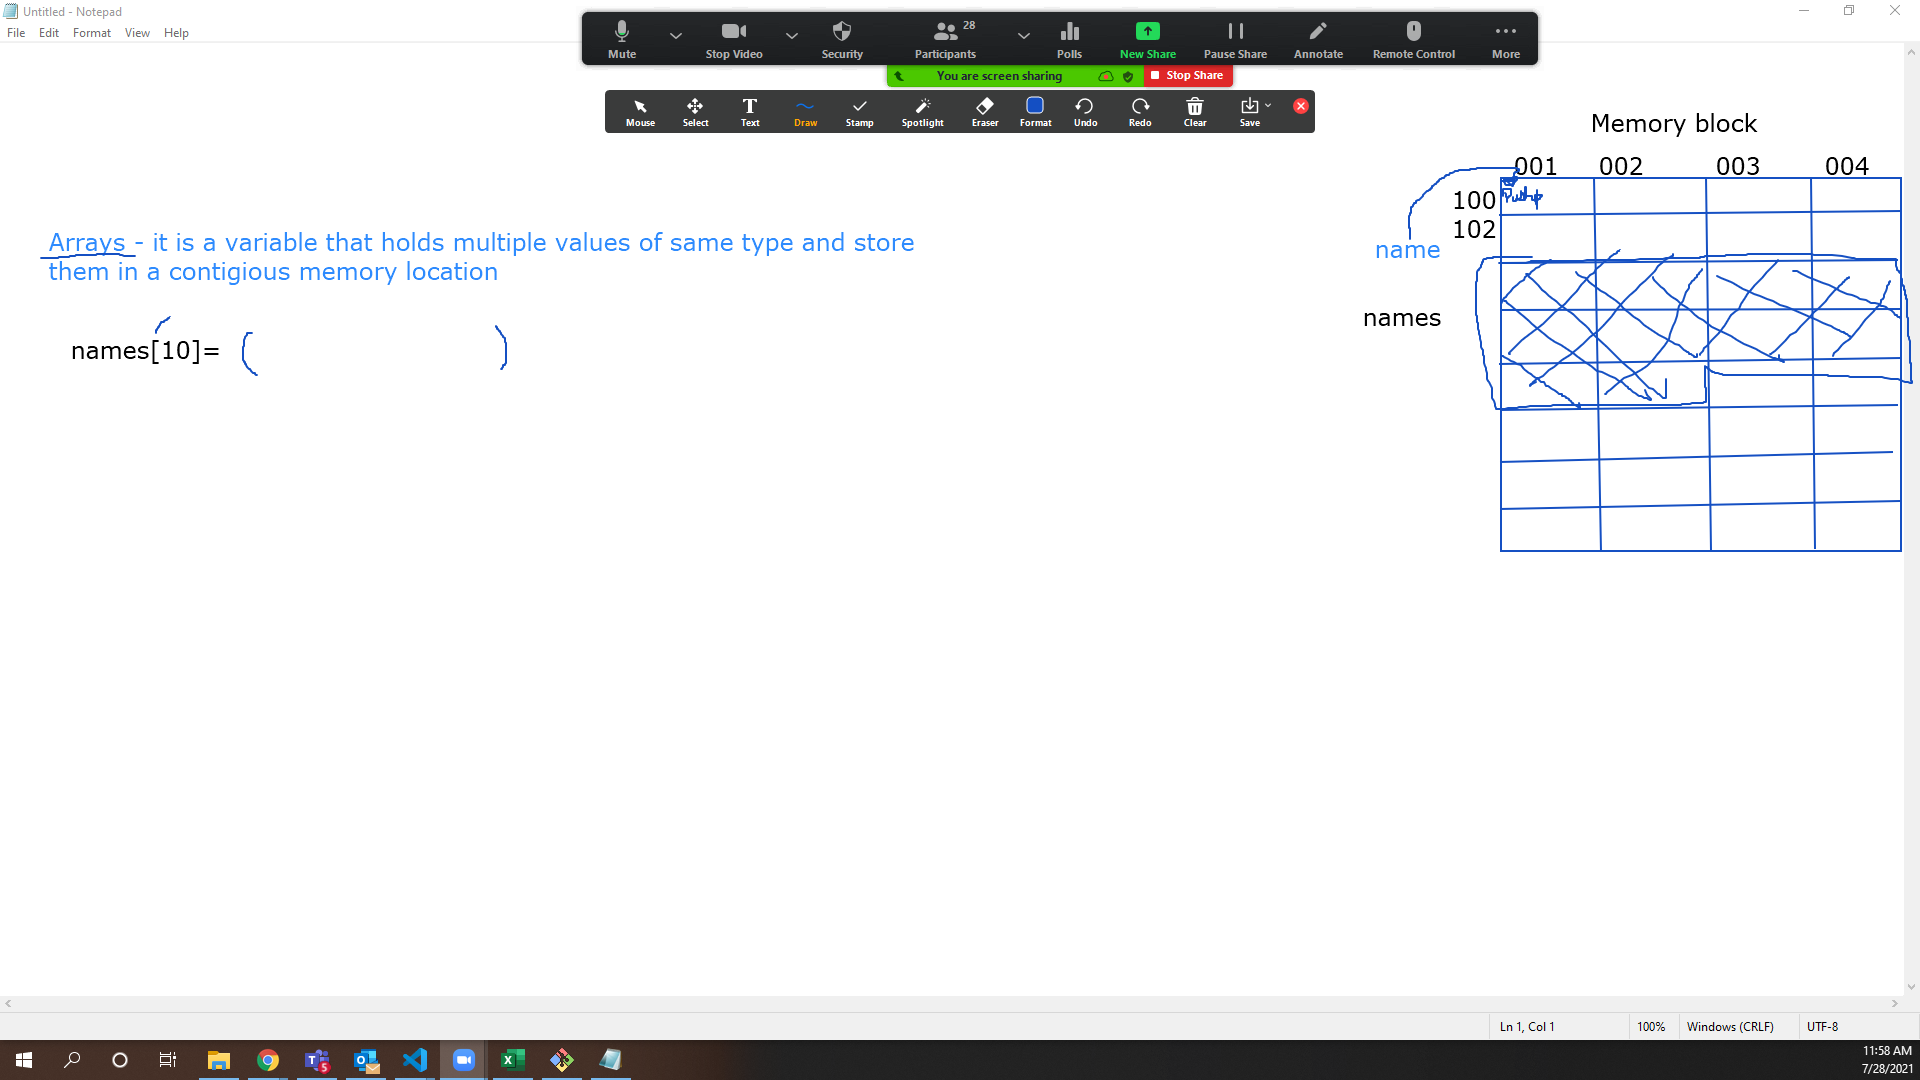 Untitled - Notepad
File Edit Format View Help
Mute Stop Video Security Participants 28 Polls New Share Pause Share Annotate Remote Control More
You are screen sharing Stop Share
Mouse Select Text Draw Stamp Spotlight Eraser Format Undo Redo Clear Save
Memory block
001 002 003 004
100
102
name
names
Arrays - it is a variable that holds multiple values of same type and store
them in a contigious memory location
names[10]= ( )
Ln 1, Col 1 100% Windows (CRLF) UTF-8
11:58 AM
7/28/2021